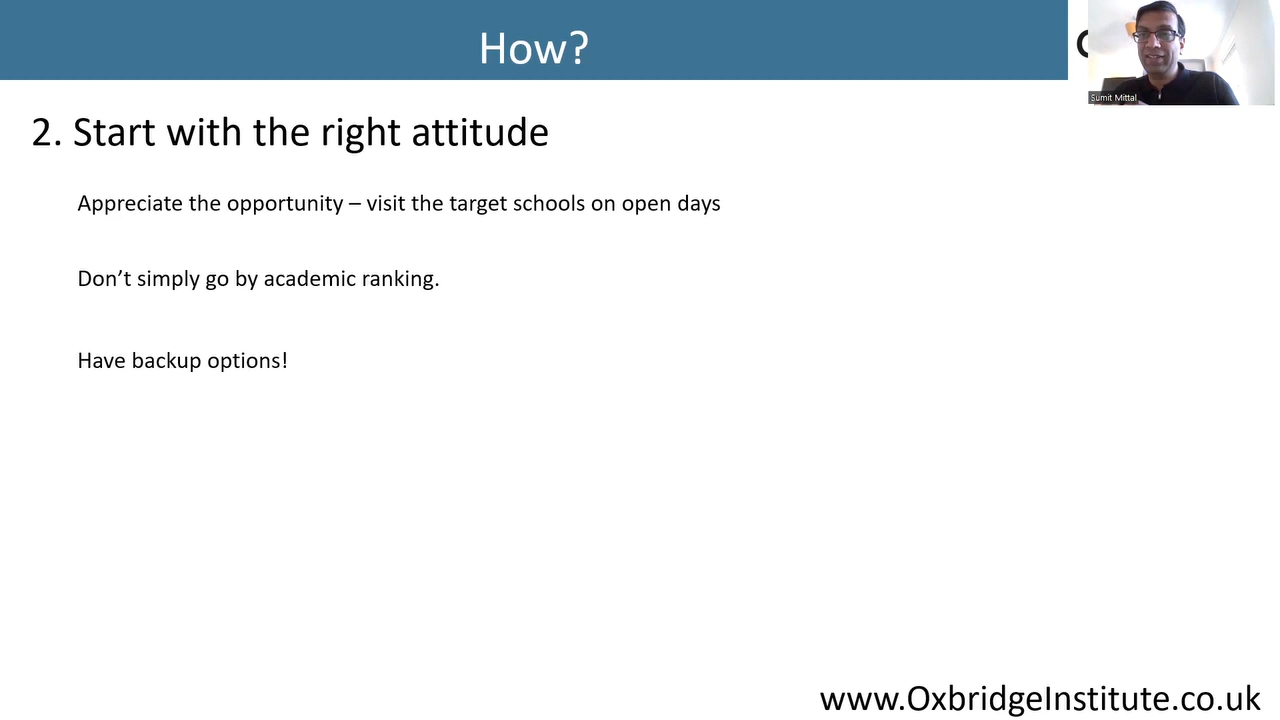 How?
Sumit Mittal
2. Start with the right attitude
Appreciate the opportunity – visit the target schools on open days
Don’t simply go by academic ranking.
Have backup options!
www.OxbridgeInstitute.co.uk